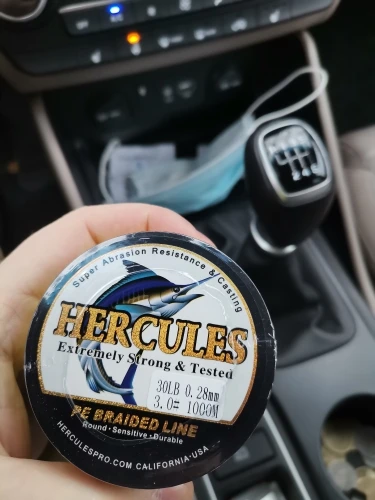 Super Abrasion Resistance & Casting
HERCULES
Extremely Strong & Tested
30LB 0.28mm
3.0# 1000M
PE BRAIDED LINE
Round · Sensitive · Durable
HERCULESPRO.COM CALIFORNIA·USA